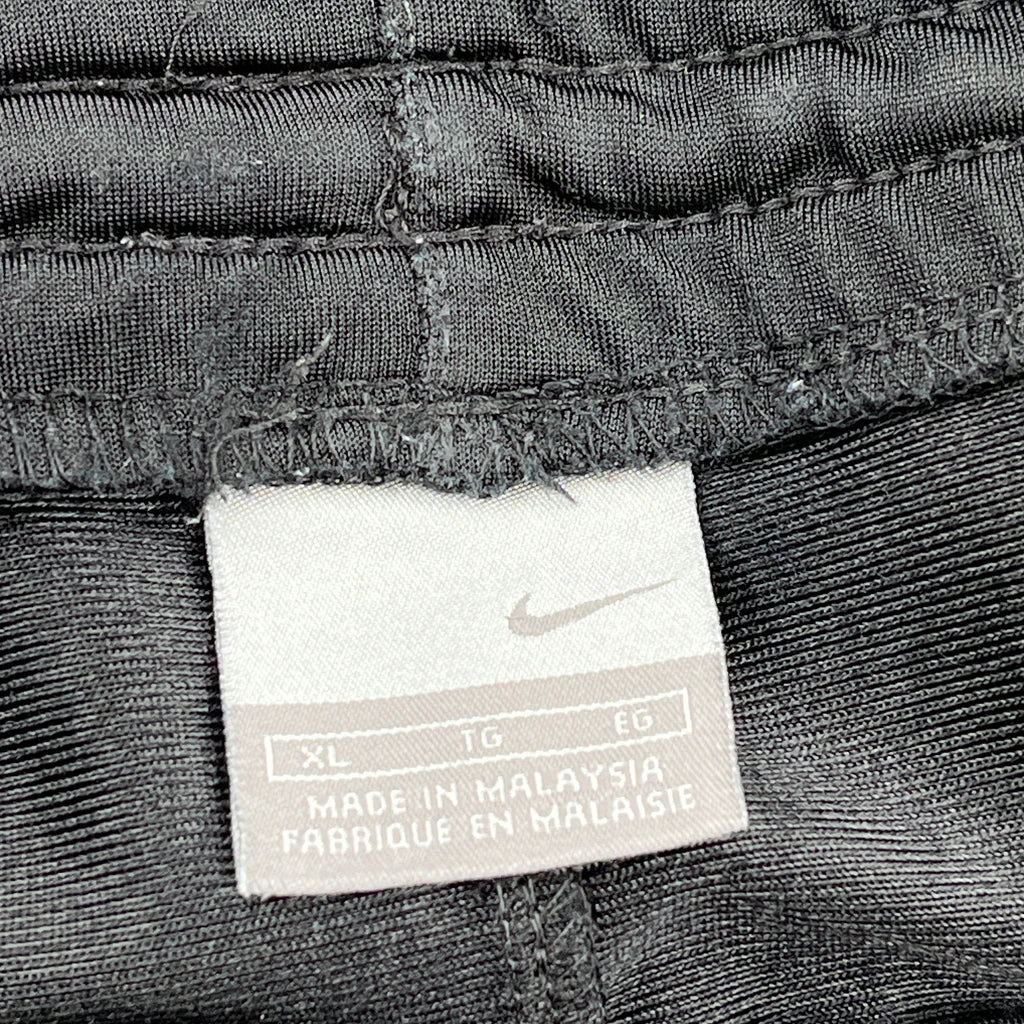 XL TG EG
MADE IN MALAYSIA
FABRIQUE EN MALAISIE